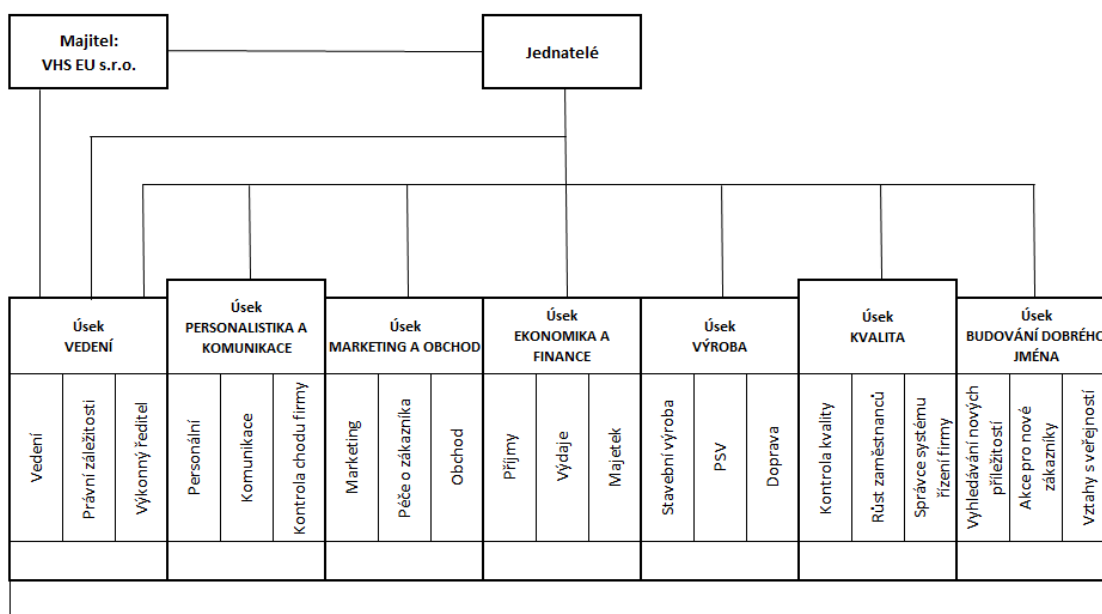 Majitel:
VHS EU s.r.o.
Jednatelé
Úsek
VEDENÍ
Úsek
PERSONALISTIKA A
KOMUNIKACE
Úsek
MARKETING A OBCHOD
Úsek
EKONOMIKA A
FINANCE
Úsek
VÝROBA
Úsek
KVALITA
Úsek
BUDOVÁNÍ DOBRÉHO
JMÉNA
Vedení
Právní záležitosti
Výkonný ředitel
Personální
Komunikace
Kontrola chodu firmy
Marketing
Péče o zákazníka
Obchod
Příjmy
Výdaje
Majetek
Stavební výroba
PSV
Doprava
Kontrola kvality
Růst zaměstnanců
Správce systému
řízení firmy
Vyhledávání nových
příležitostí
Akce pro nové
zákazníky
Vztahy s veřejností